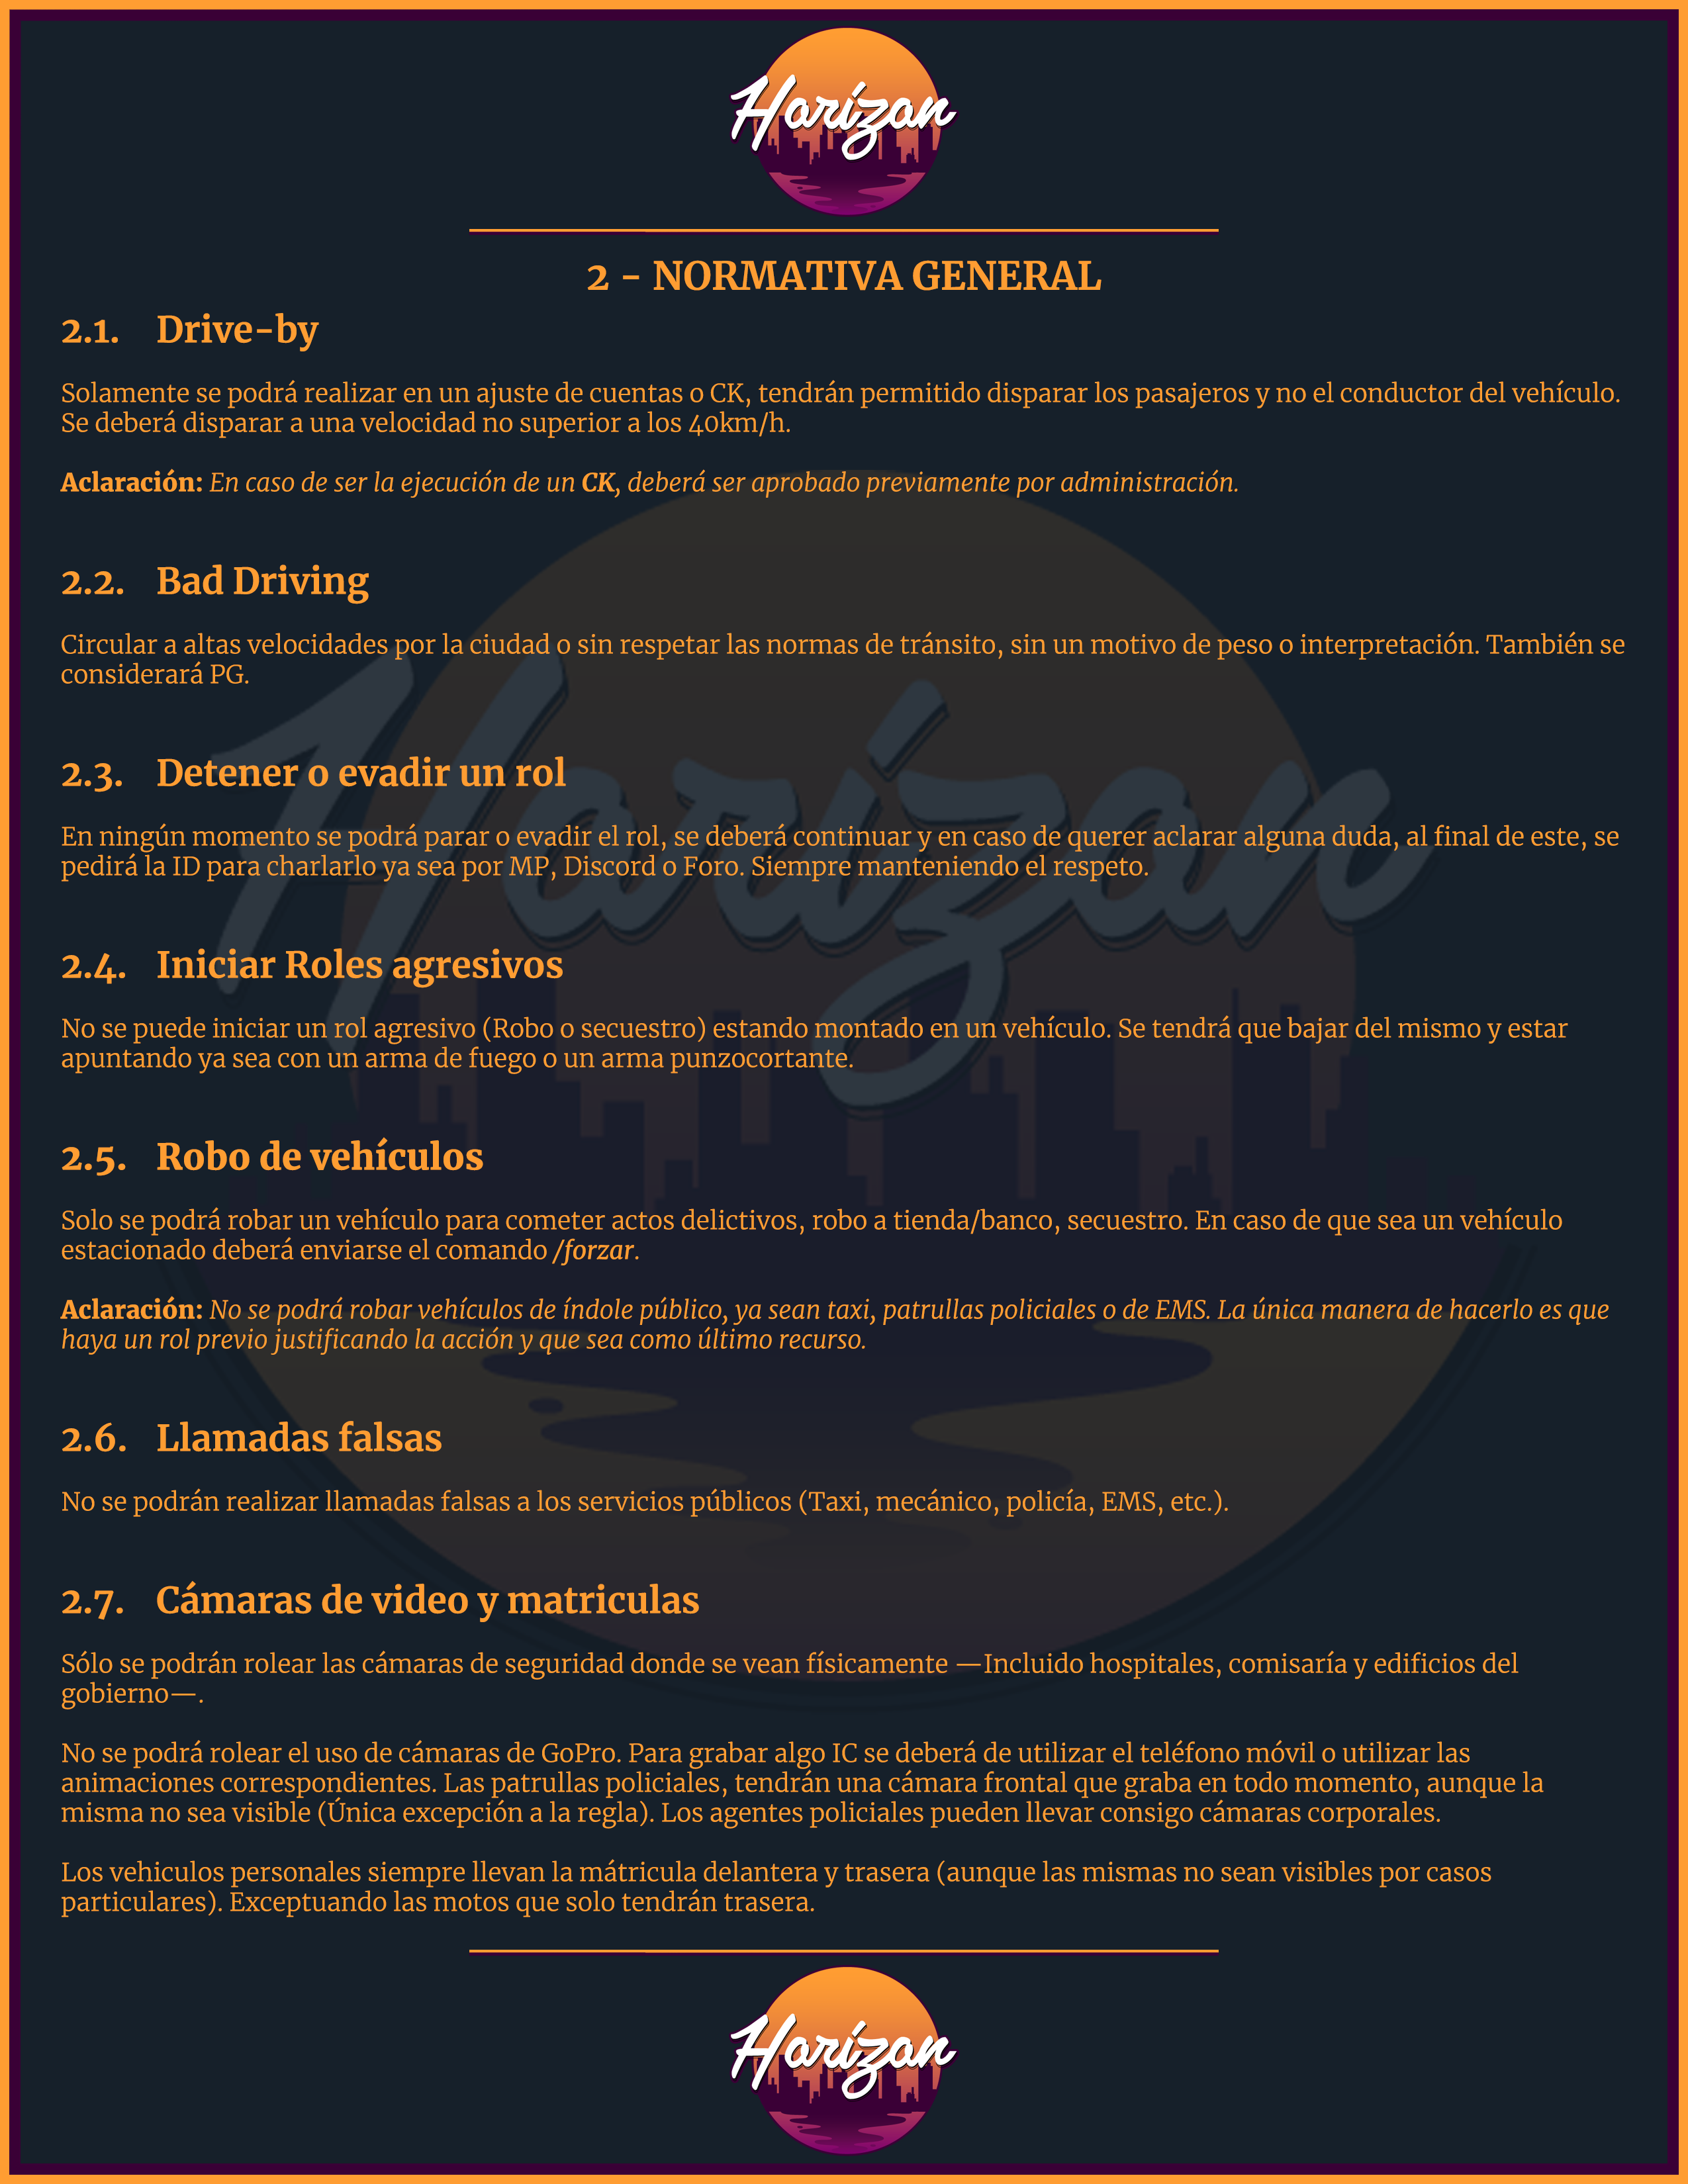 Horizon
2 - NORMATIVA GENERAL
2.1. Drive-by
Solamente se podrá realizar en un ajuste de cuentas o CK, tendrán permitido disparar los pasajeros y no el conductor del vehículo.
Se deberá disparar a una velocidad no superior a los 40km/h.
Aclaración: En caso de ser la ejecución de un CK, deberá ser aprobado previamente por administración.
2.2. Bad Driving
Circular a altas velocidades por la ciudad o sin respetar las normas de tránsito, sin un motivo de peso o interpretación. También se
considerará PG.
2.3. Detener o evadir un rol
En ningún momento se podrá parar o evadir el rol, se deberá continuar y en caso de querer aclarar alguna duda, al final de este, se
pedirá la ID para charlarlo ya sea por MP, Discord o Foro. Siempre manteniendo el respeto.
Horizon
2.4. Iniciar Roles agresivos
No se puede iniciar un rol agresivo (Robo o secuestro) estando montado en un vehículo. Se tendrá que bajar del mismo y estar
apuntando ya sea con un arma de fuego o un arma punzocortante.
2.5. Robo de vehículos
Solo se podrá robar un vehículo para cometer actos delictivos, robo a tienda/banco, secuestro. En caso de que sea un vehículo
estacionado deberá enviarse el comando /forzar.
Aclaración: No se podrá robar vehículos de índole público, ya sean taxi, patrullas policiales o de EMS. La única manera de hacerlo es que
haya un rol previo justificando la acción y que sea como último recurso.
2.6. Llamadas falsas
No se podrán realizar llamadas falsas a los servicios públicos (Taxi, mecánico, policía, EMS, etc.).
2.7. Cámaras de video y matriculas
Sólo se podrán rolear las cámaras de seguridad donde se vean físicamente —Incluido hospitales, comisaría y edificios del
gobierno—.
No se podrá rolear el uso de cámaras de GoPro. Para grabar algo IC se deberá de utilizar el teléfono móvil o utilizar las
animaciones correspondientes. Las patrullas policiales, tendrán una cámara frontal que graba en todo momento, aunque la
misma no sea visible (Única excepción a la regla). Los agentes policiales pueden llevar consigo cámaras corporales.
Los vehiculos personales siempre llevan la mátricula delantera y trasera (aunque las mismas no sean visibles por casos
particulares). Exceptuando las motos que solo tendrán trasera.
Horizon